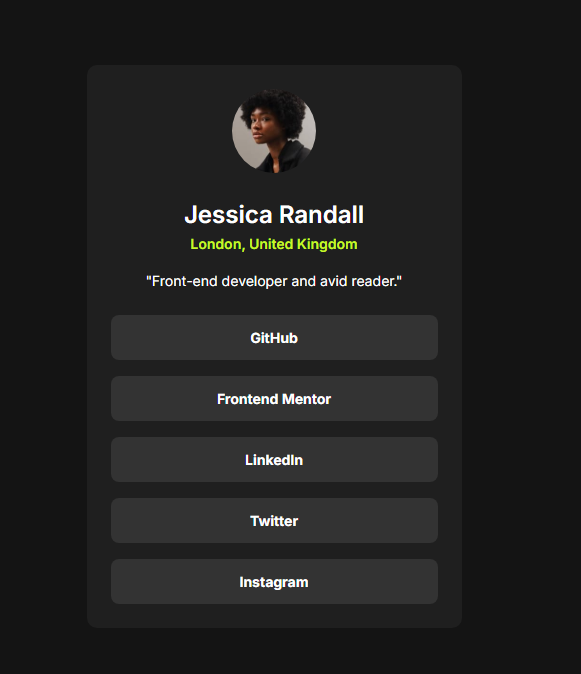 Jessica Randall
London, United Kingdom
"Front-end developer and avid reader."
GitHub
Frontend Mentor
LinkedIn
Twitter
Instagram